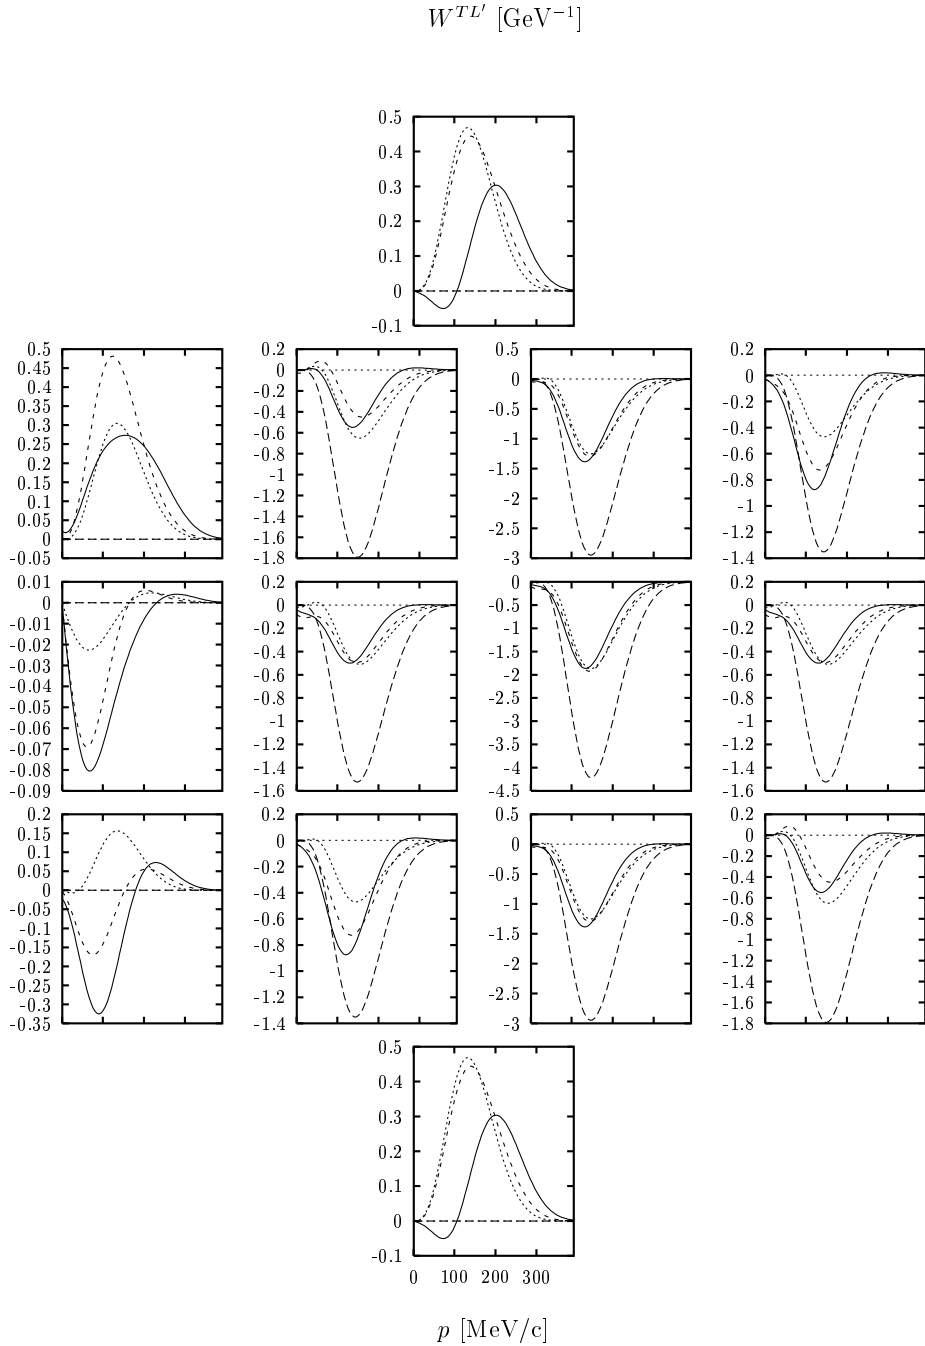 W^{TL'} [GeV^{-1}]
0.5
0.4
0.3
0.2
0.1
0
-0.1
0.5 0.2 0.5 0.2
0.45 0 0 0
0.4 -0.2 -0.5 -0.2
0.35 -0.4 -1 -0.4
0.3 -0.6 -1.5 -0.6
0.25 -0.8 -2 -0.8
0.2 -1 -2.5 -1
0.15 -1.2 -3 -1.2
0.1 -1.4 -1.4
0.05 -1.6
0 -1.8
-0.05
0.01 0.2 0 0.2
0 0 -0.5 0
-0.01 -0.2 -1 -0.2
-0.02 -0.4 -1.5 -0.4
-0.03 -0.6 -2 -0.6
-0.04 -0.8 -2.5 -0.8
-0.05 -1 -3 -1
-0.06 -1.2 -3.5 -1.2
-0.07 -1.4 -4 -1.4
-0.08 -1.6 -4.5 -1.6
-0.09
0.2 0.2 0.5 0.2
0.15 0 0 0
0.1 -0.2 -0.5 -0.2
0.05 -0.4 -1 -0.4
0 -0.6 -1.5 -0.6
-0.05 -0.8 -2 -0.8
-0.1 -1 -2.5 -1
-0.15 -1.2 -3 -1.2
-0.2 -1.4 -1.4
-0.25 -1.6
-0.3 -1.8
-0.35
0.5
0.4
0.3
0.2
0.1
0
-0.1
0 100 200 300
p [MeV/c]